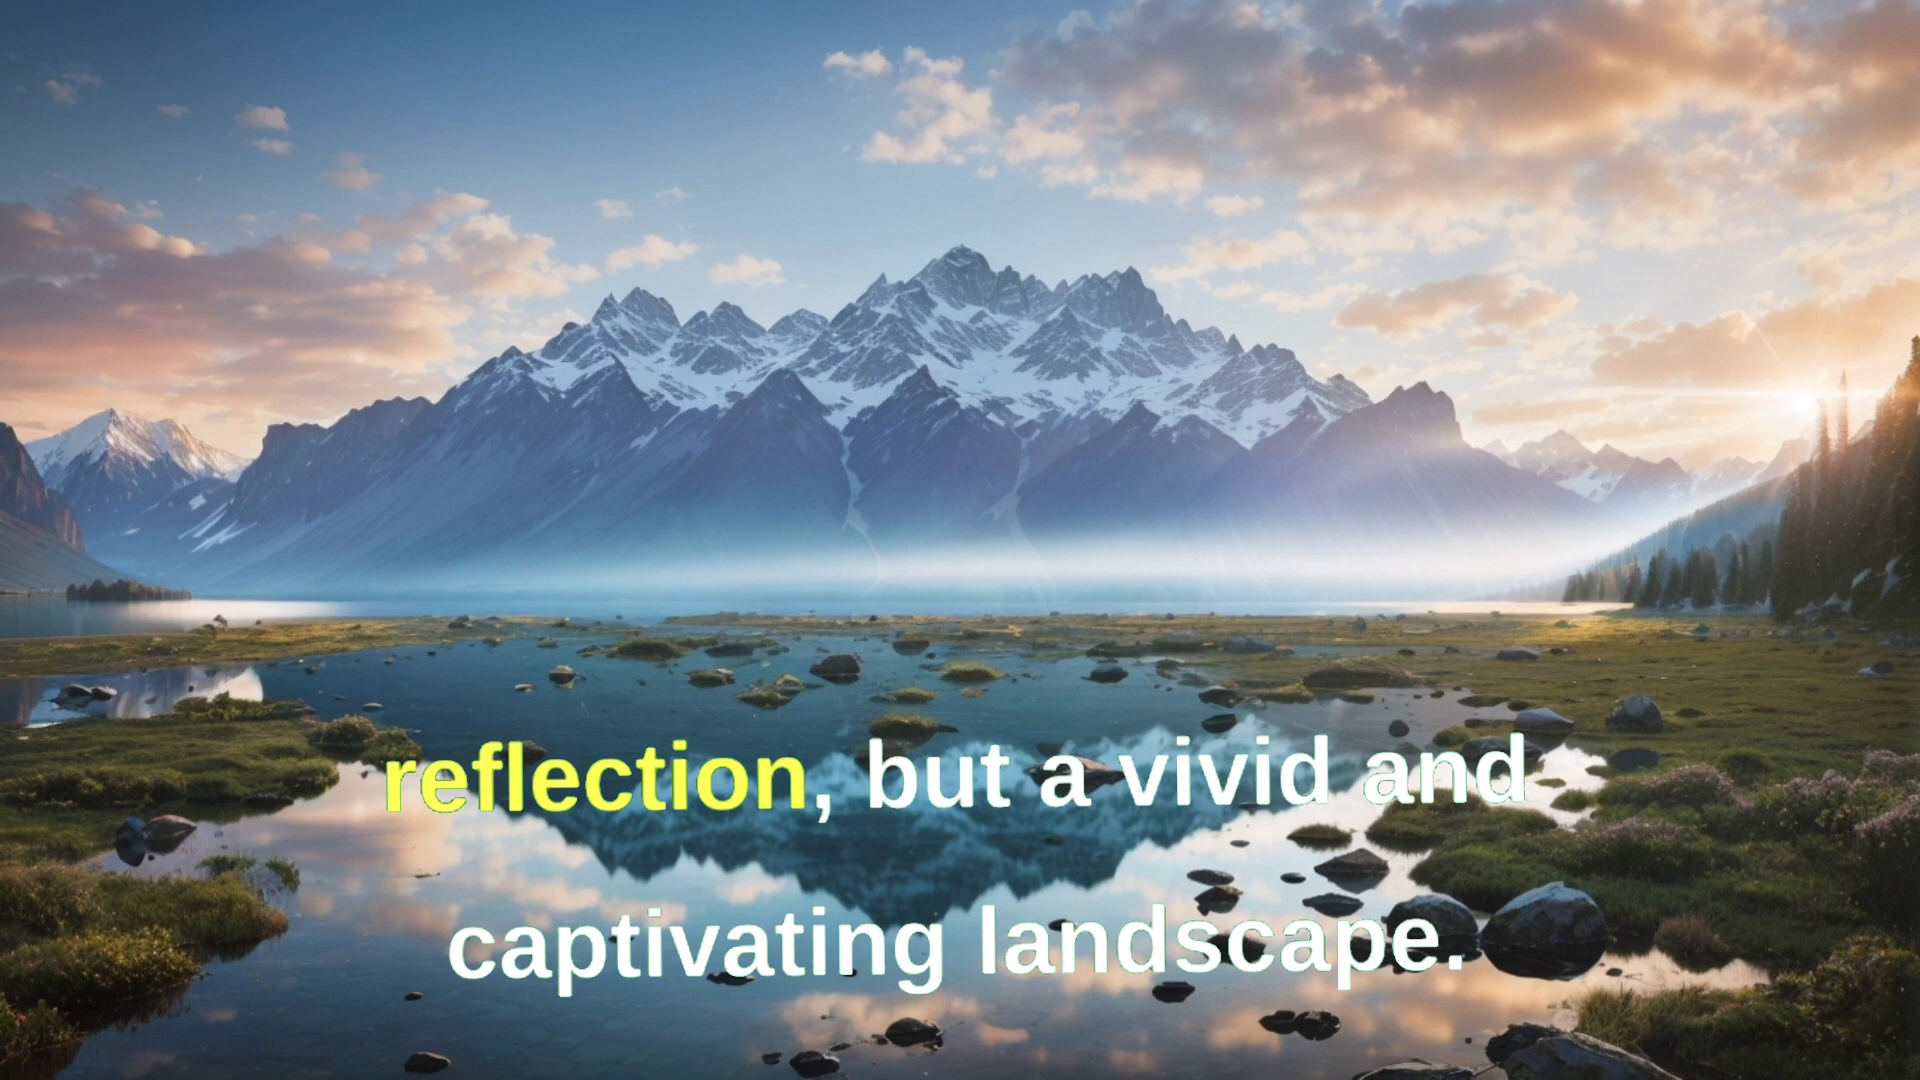 reflection, but a vivid and
captivating landscape.